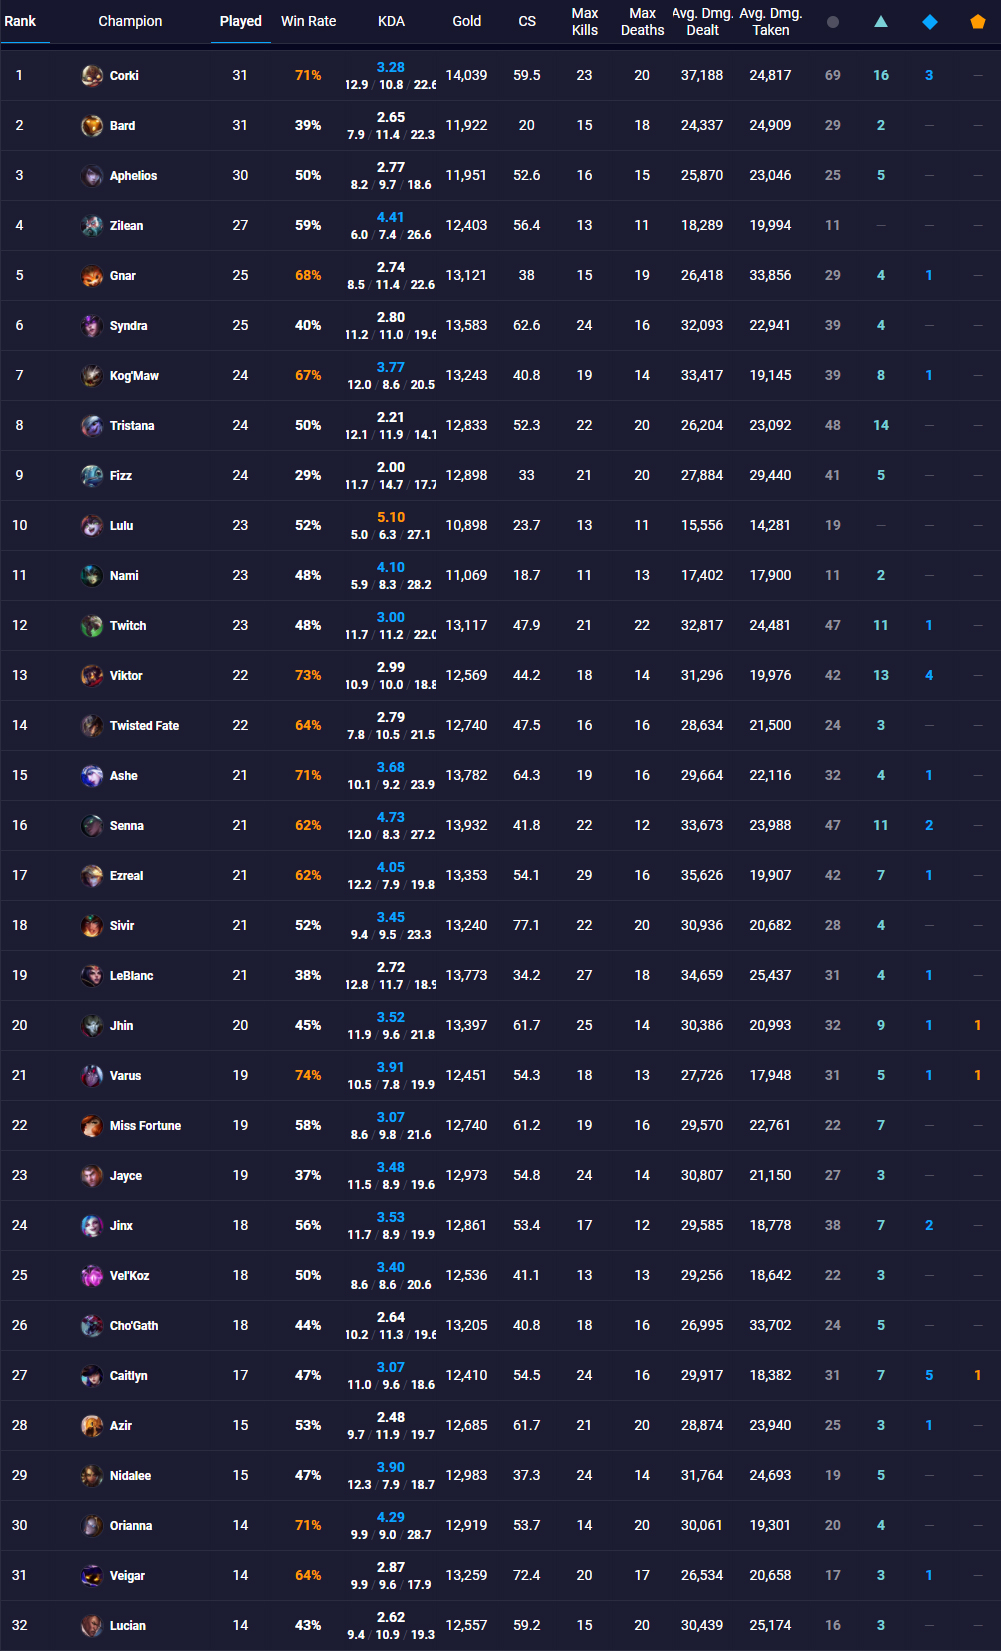 Rank Champion Played Win Rate KDA Gold CS Max Kills Max Deaths Avg. Dmg. Dealt Avg. Dmg. Taken
1 Corki 31 71% 3.28 12.9 / 10.8 / 22.6 14,039 59.5 23 20 37,188 24,817 69 16 3 —
2 Bard 31 39% 2.65 7.9 / 11.4 / 22.3 11,922 20 15 18 24,337 24,909 29 2 — —
3 Aphelios 30 50% 2.77 8.2 / 9.7 / 18.6 11,951 52.6 16 15 25,870 23,046 25 5 — —
4 Zilean 27 59% 4.41 6.0 / 7.4 / 26.6 12,403 56.4 13 11 18,289 19,994 11 — — —
5 Gnar 25 68% 2.74 8.5 / 11.4 / 22.6 13,121 38 15 19 26,418 33,856 29 4 1 —
6 Syndra 25 40% 2.80 11.2 / 11.0 / 19.6 13,583 62.6 24 16 32,093 22,941 39 4 — —
7 Kog'Maw 24 67% 3.77 12.0 / 8.6 / 20.5 13,243 40.8 19 14 33,417 19,145 39 8 1 —
8 Tristana 24 50% 2.21 12.1 / 11.9 / 14.1 12,833 52.3 22 20 26,204 23,092 48 14 — —
9 Fizz 24 29% 2.00 11.7 / 14.7 / 17.7 12,898 33 21 20 27,884 29,440 41 5 — —
10 Lulu 23 52% 5.10 5.0 / 6.3 / 27.1 10,898 23.7 13 11 15,556 14,281 19 — — —
11 Nami 23 48% 4.10 5.9 / 8.3 / 28.2 11,069 18.7 11 13 17,402 17,900 11 2 — —
12 Twitch 23 48% 3.00 11.7 / 11.2 / 22.0 13,117 47.9 21 22 32,817 24,481 47 11 1 —
13 Viktor 22 73% 2.99 10.9 / 10.0 / 18.8 12,569 44.2 18 14 31,296 19,976 42 13 4 —
14 Twisted Fate 22 64% 2.79 7.8 / 10.5 / 21.5 12,740 47.5 16 16 28,634 21,500 24 3 — —
15 Ashe 21 71% 3.68 10.1 / 9.2 / 23.9 13,782 64.3 19 16 29,664 22,116 32 4 1 —
16 Senna 21 62% 4.73 12.0 / 8.3 / 27.2 13,932 41.8 22 12 33,673 23,988 47 11 2 —
17 Ezreal 21 62% 4.05 12.2 / 7.9 / 19.8 13,353 54.1 29 16 35,626 19,907 42 7 1 —
18 Sivir 21 52% 3.45 9.4 / 9.5 / 23.3 13,240 77.1 22 20 30,936 20,682 28 4 — —
19 LeBlanc 21 38% 2.72 12.8 / 11.7 / 18.9 13,773 34.2 27 18 34,659 25,437 31 4 1 —
20 Jhin 20 45% 3.52 11.9 / 9.6 / 21.8 13,397 61.7 25 14 30,386 20,993 32 9 1 1
21 Varus 19 74% 3.91 10.5 / 7.8 / 19.9 12,451 54.3 18 13 27,726 17,948 31 5 1 1
22 Miss Fortune 19 58% 3.07 8.6 / 9.8 / 21.6 12,740 61.2 19 16 29,570 22,761 22 7 — —
23 Jayce 19 37% 3.48 11.5 / 8.9 / 19.6 12,973 54.8 24 14 30,807 21,150 27 3 — —
24 Jinx 18 56% 3.53 11.7 / 8.9 / 19.9 12,861 53.4 17 12 29,585 18,778 38 7 2 —
25 Vel'Koz 18 50% 3.40 8.6 / 8.6 / 20.6 12,536 41.1 13 13 29,256 18,642 22 3 — —
26 Cho'Gath 18 44% 2.64 10.2 / 11.3 / 19.6 13,205 40.8 18 16 26,995 33,702 24 5 — —
27 Caitlyn 17 47% 3.07 11.0 / 9.6 / 18.6 12,410 54.5 24 16 29,917 18,382 31 7 5 1
28 Azir 15 53% 2.48 9.7 / 11.9 / 19.7 12,685 61.7 21 20 28,874 23,940 25 3 1 —
29 Nidalee 15 47% 3.90 12.3 / 7.9 / 18.7 12,983 37.3 24 14 31,764 24,693 19 5 — —
30 Orianna 14 71% 4.29 9.9 / 9.0 / 28.7 12,919 53.7 14 20 30,061 19,301 20 4 — —
31 Veigar 14 64% 2.87 9.9 / 9.6 / 17.9 13,259 72.4 20 17 26,534 20,658 17 3 1 —
32 Lucian 14 43% 2.62 9.4 / 10.9 / 19.3 12,557 59.2 15 20 30,439 25,174 16 3 — —